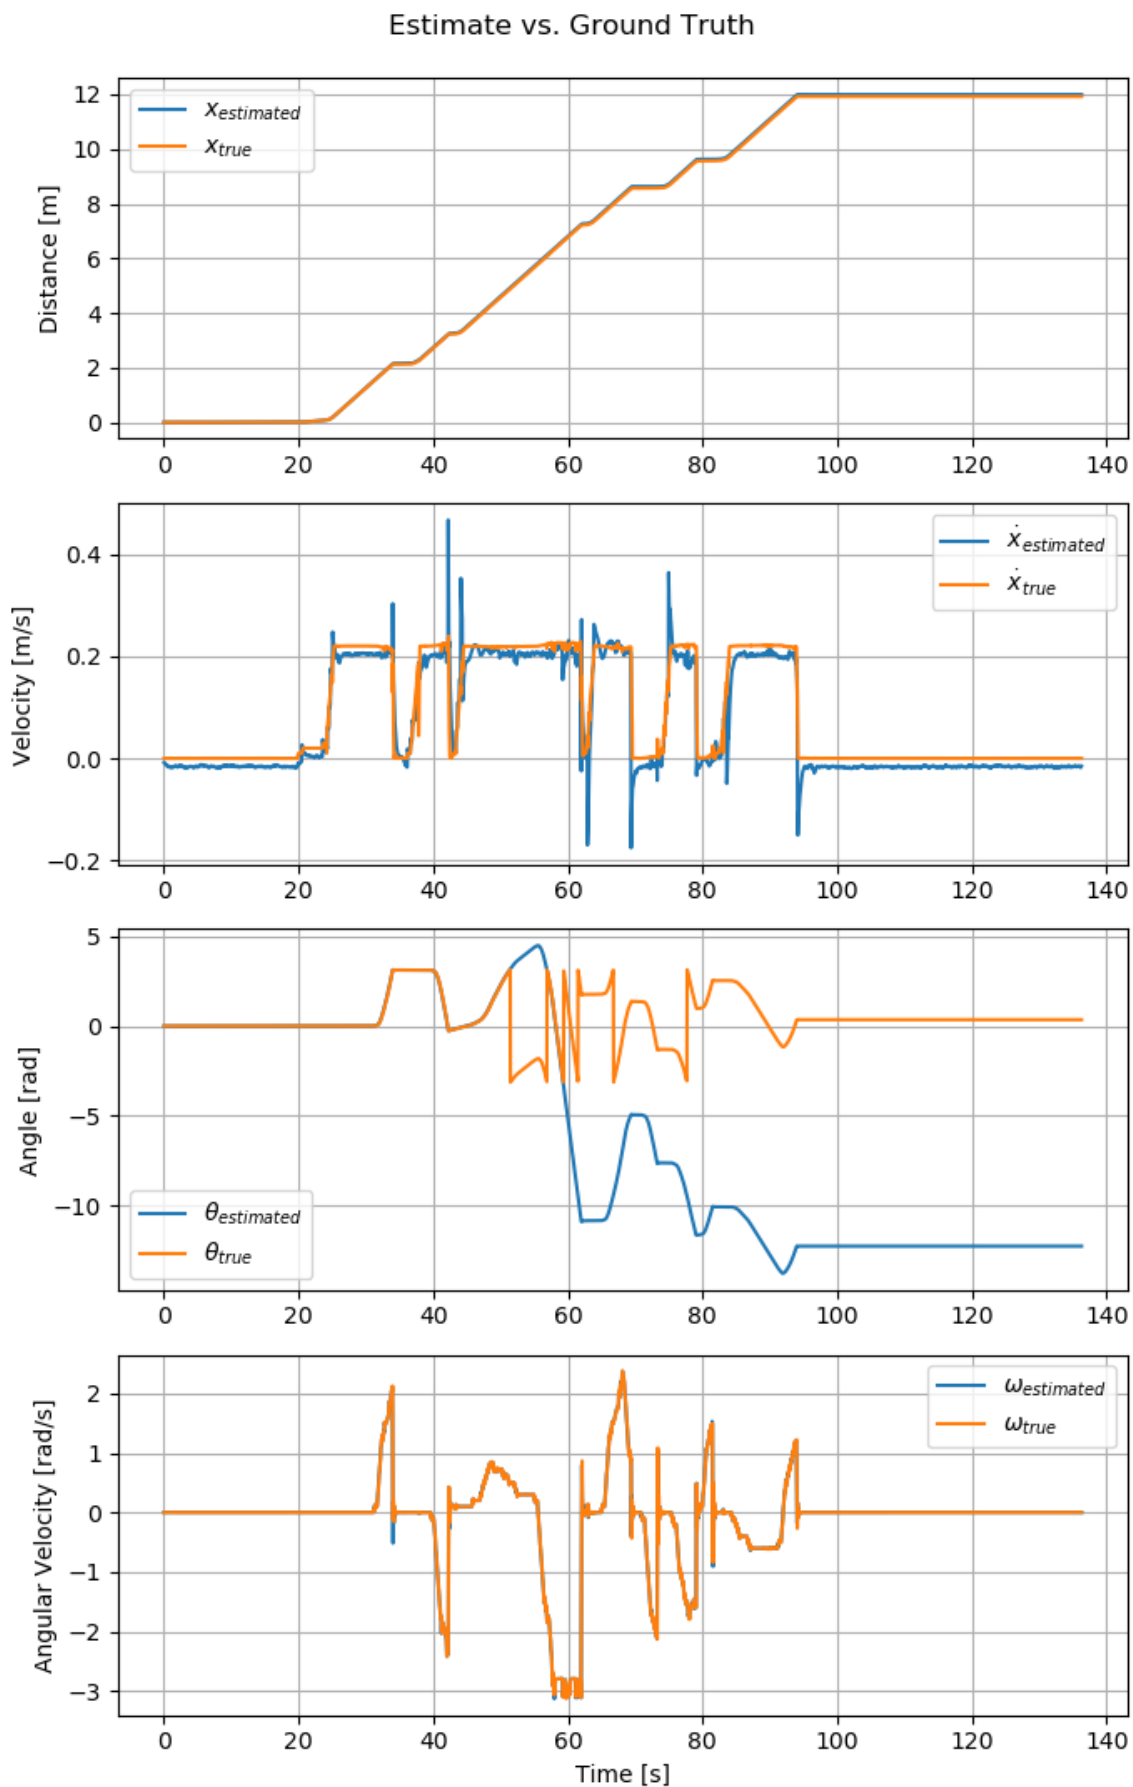 Estimate vs. Ground Truth
12
10
8
6
4
2
0
Distance [m]
x_estimated
x_true
0 20 40 60 80 100 120 140
0.4
0.2
0.0
−0.2
Velocity [m/s]
ẋ_estimated
ẋ_true
0 20 40 60 80 100 120 140
5
0
−5
−10
Angle [rad]
θ_estimated
θ_true
0 20 40 60 80 100 120 140
2
1
0
−1
−2
−3
Angular Velocity [rad/s]
ω_estimated
ω_true
0 20 40 60 80 100 120 140
Time [s]